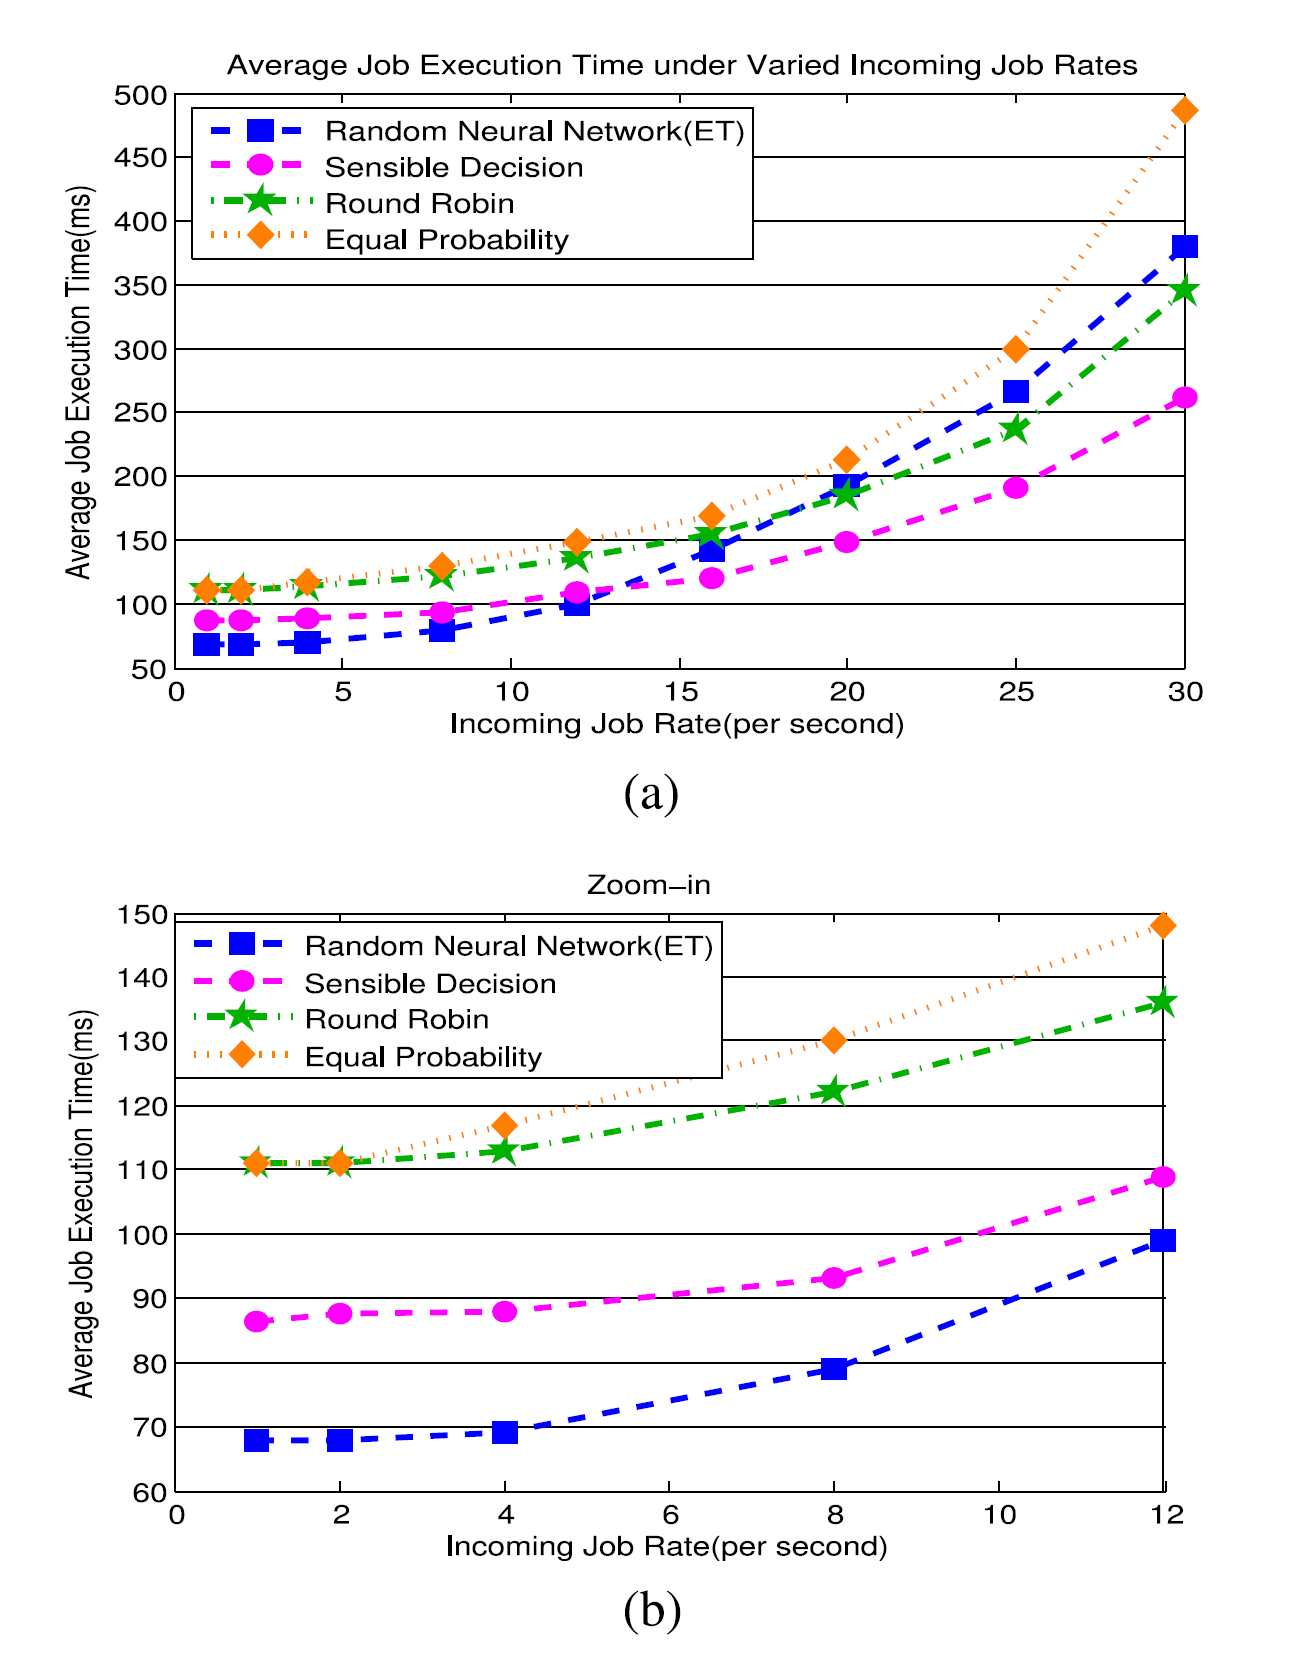 Average Job Execution Time under Varied Incoming Job Rates
500
450
400
350
300
250
200
150
100
50
Average Job Execution Time(ms)
Random Neural Network(ET)
Sensible Decision
Round Robin
Equal Probability
0 5 10 15 20 25 30
Incoming Job Rate(per second)
(a)
Zoom−in
150
140
130
120
110
100
90
80
70
60
Average Job Execution Time(ms)
Random Neural Network(ET)
Sensible Decision
Round Robin
Equal Probability
0 2 4 6 8 10 12
Incoming Job Rate(per second)
(b)